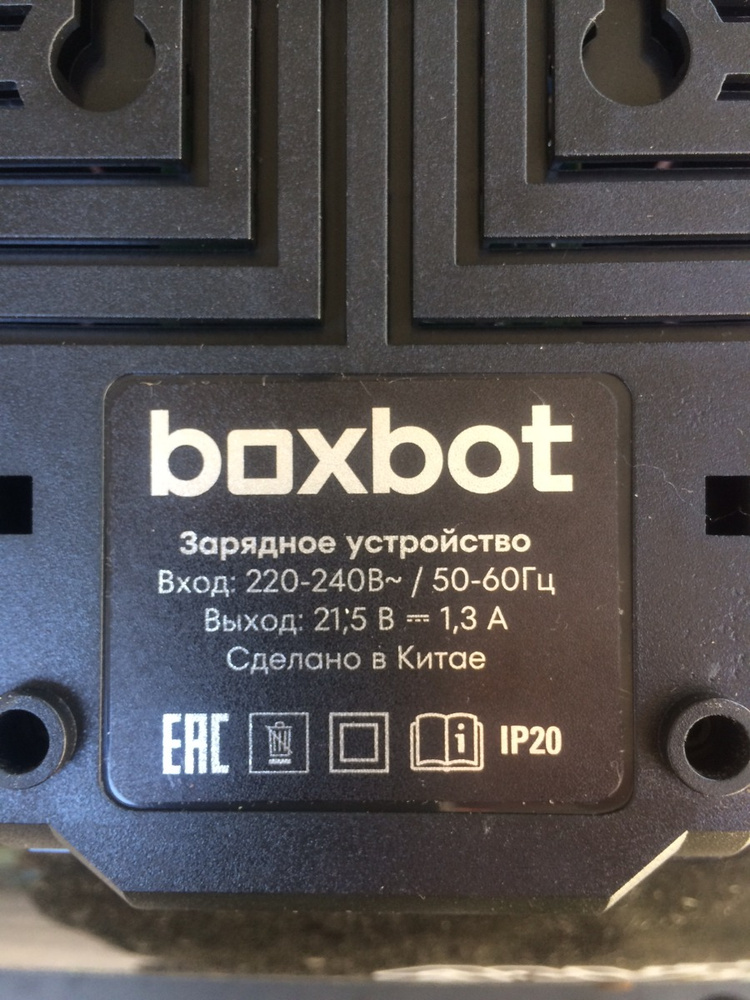 boxbot
Зарядное устройство
Вход: 220-240В~ / 50-60Гц
Выход: 21,5 В ⎓ 1,3 А
Сделано в Китае
EAC IP20